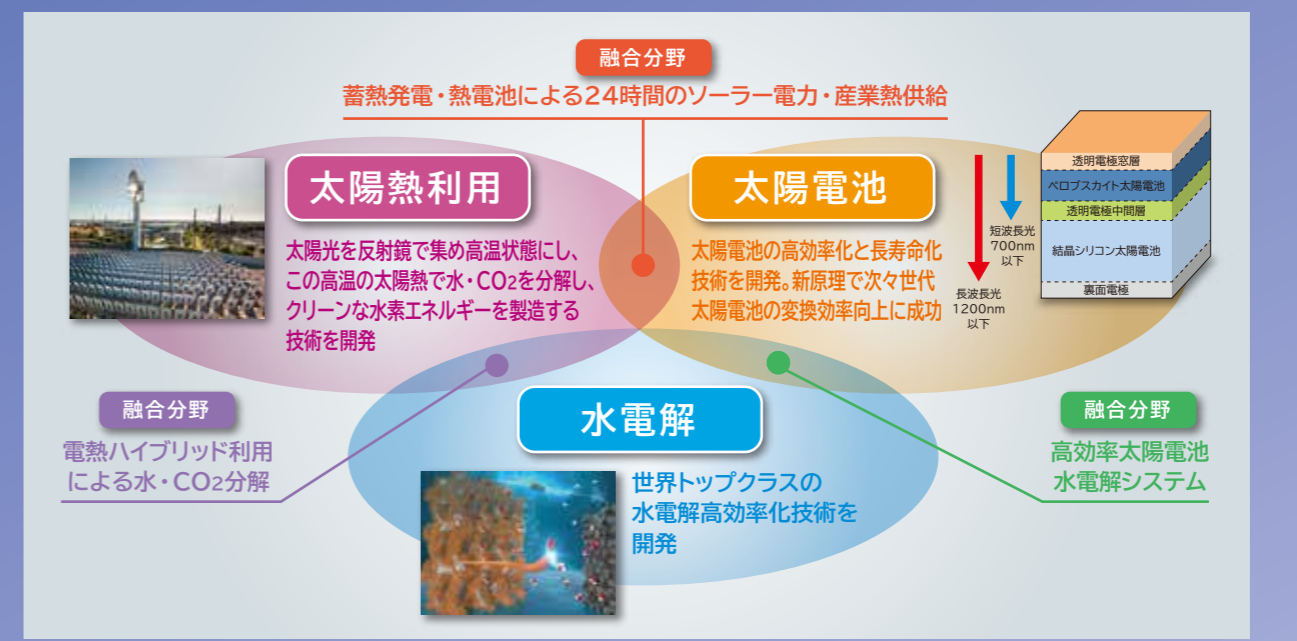 融合分野
蓄熱発電・熱電池による24時間のソーラー電力・産業熱供給
太陽熱利用
太陽光を反射鏡で集め高温状態にし、
この高温の太陽熱で水・CO2を分解し、
クリーンな水素エネルギーを製造する
技術を開発
太陽電池
太陽電池の高効率化と長寿命化
技術を開発。新原理で次々世代
太陽電池の変換効率向上に成功
短波長光
700nm
以下
長波長光
1200nm
以下
透明電極窓層
ペロブスカイト太陽電池
透明電極中間層
結晶シリコン太陽電池
裏面電極
融合分野
電熱ハイブリッド利用
による水・CO2分解
水電解
世界トップクラスの
水電解高効率化技術を
開発
融合分野
高効率太陽電池
水電解システム